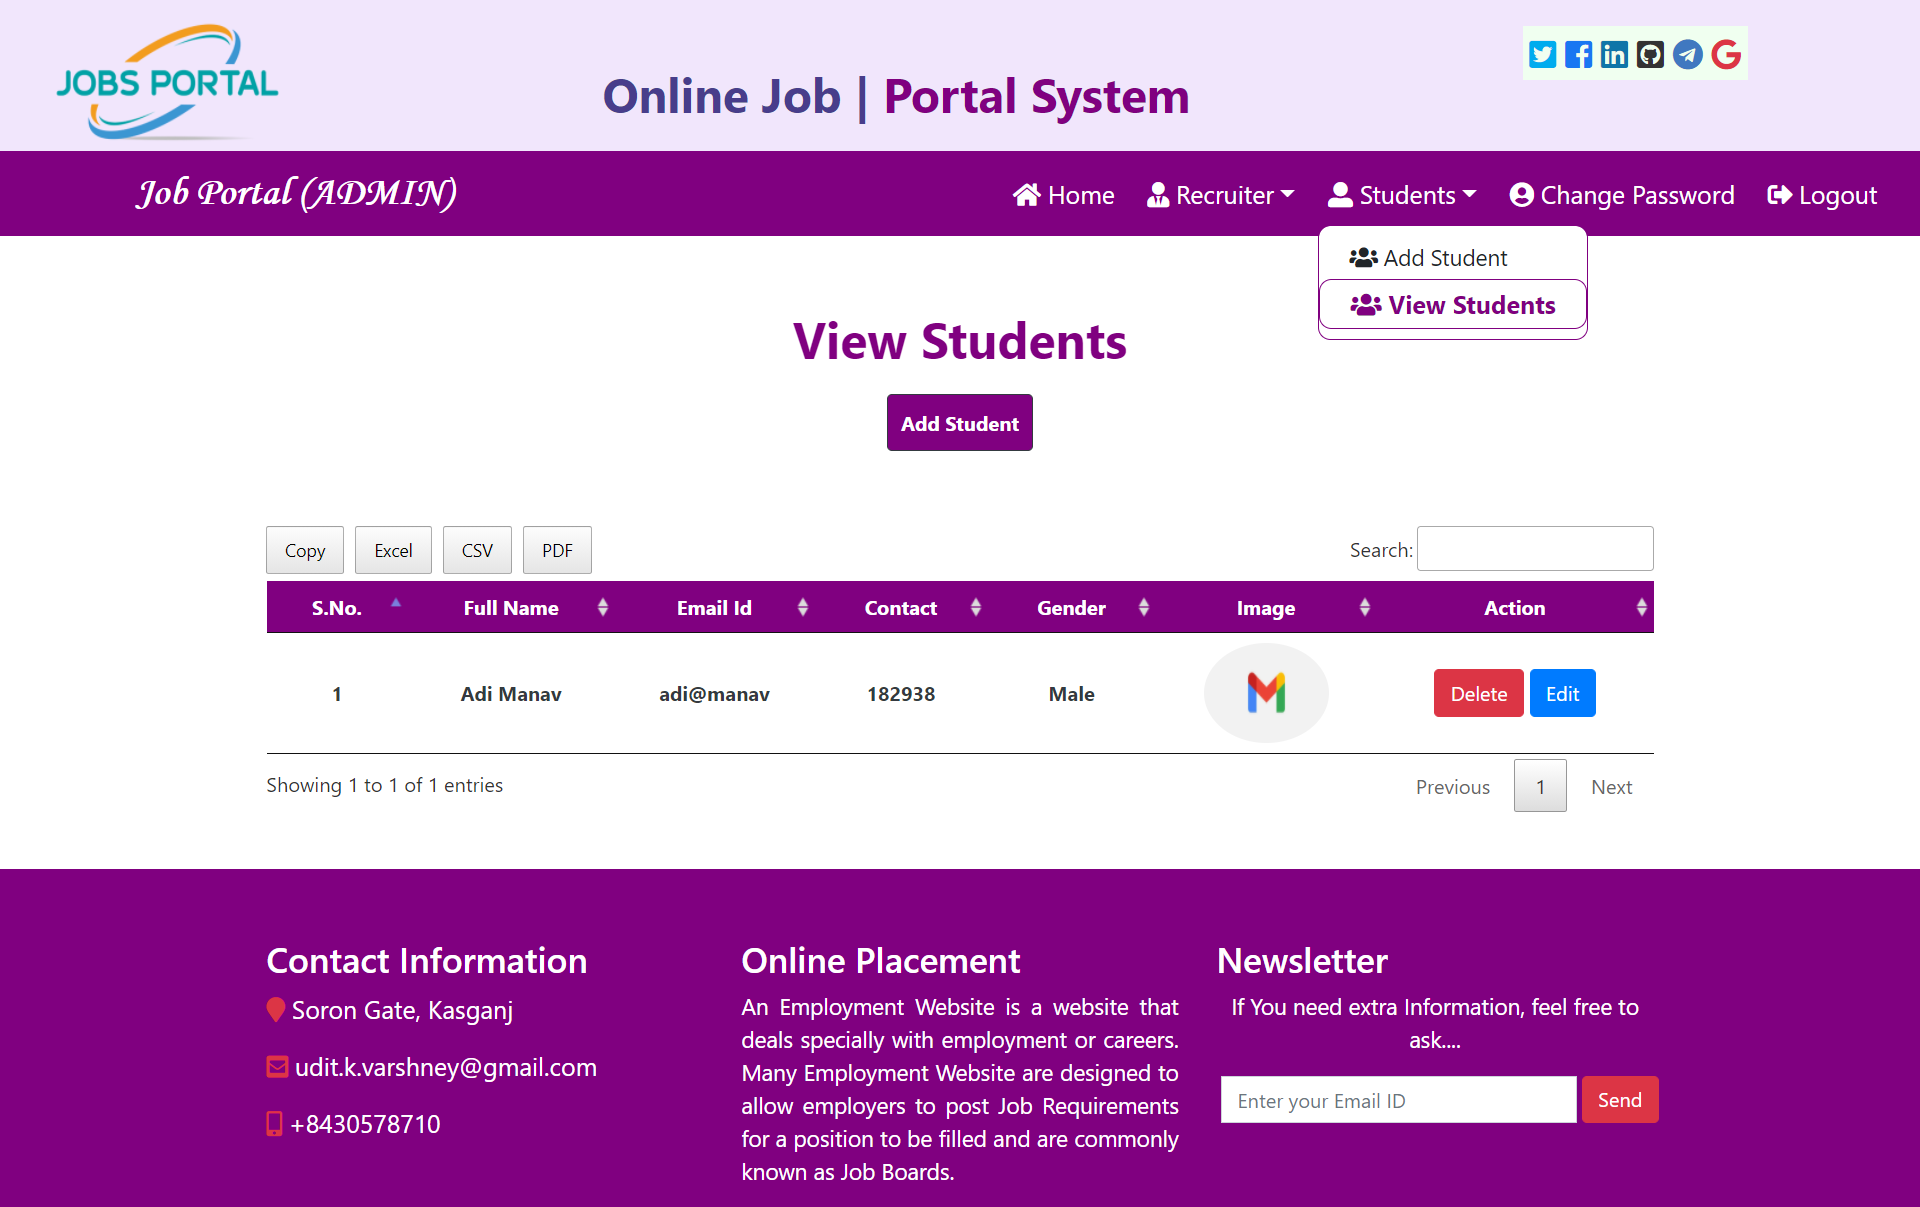 JOBS PORTAL
Online Job | Portal System
Job Portal (ADMIN)
Home Recruiter Students Change Password Logout
Add Student
View Students
View Students
Add Student
Copy Excel CSV PDF Search:
S.No. Full Name Email Id Contact Gender Image Action
1 Adi Manav adi@manav 182938 Male Delete Edit
Showing 1 to 1 of 1 entries Previous 1 Next
Contact Information
Soron Gate, Kasganj
udit.k.varshney@gmail.com
+8430578710
Online Placement
An Employment Website is a website that
deals specially with employment or careers.
Many Employment Website are designed to
allow employers to post Job Requirements
for a position to be filled and are commonly
known as Job Boards.
Newsletter
If You need extra Information, feel free to
ask....
Enter your Email ID Send